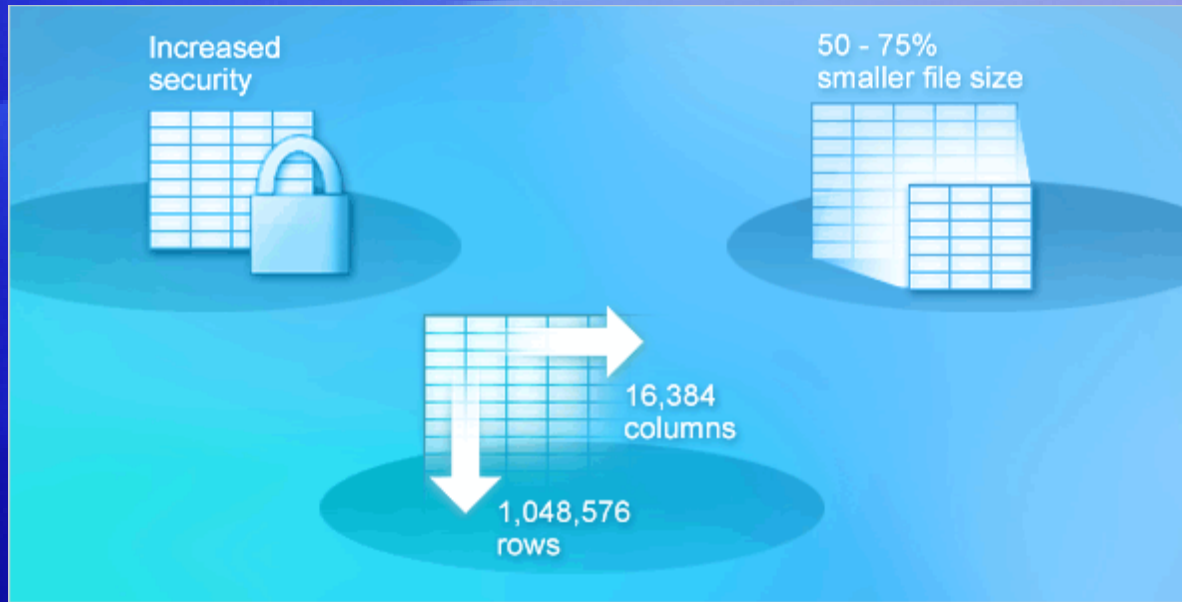 Increased
security
50 - 75%
smaller file size
16,384
columns
1,048,576
rows